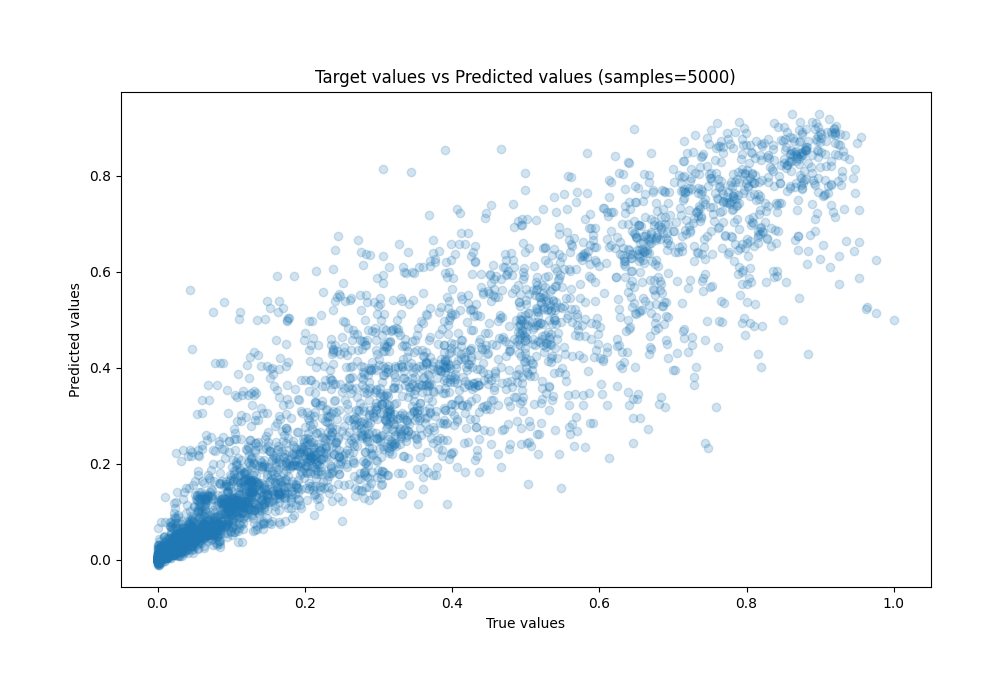 Target values vs Predicted values (samples=5000)
Predicted values
0.8
0.6
0.4
0.2
0.0
0.0 0.2 0.4 0.6 0.8 1.0
True values